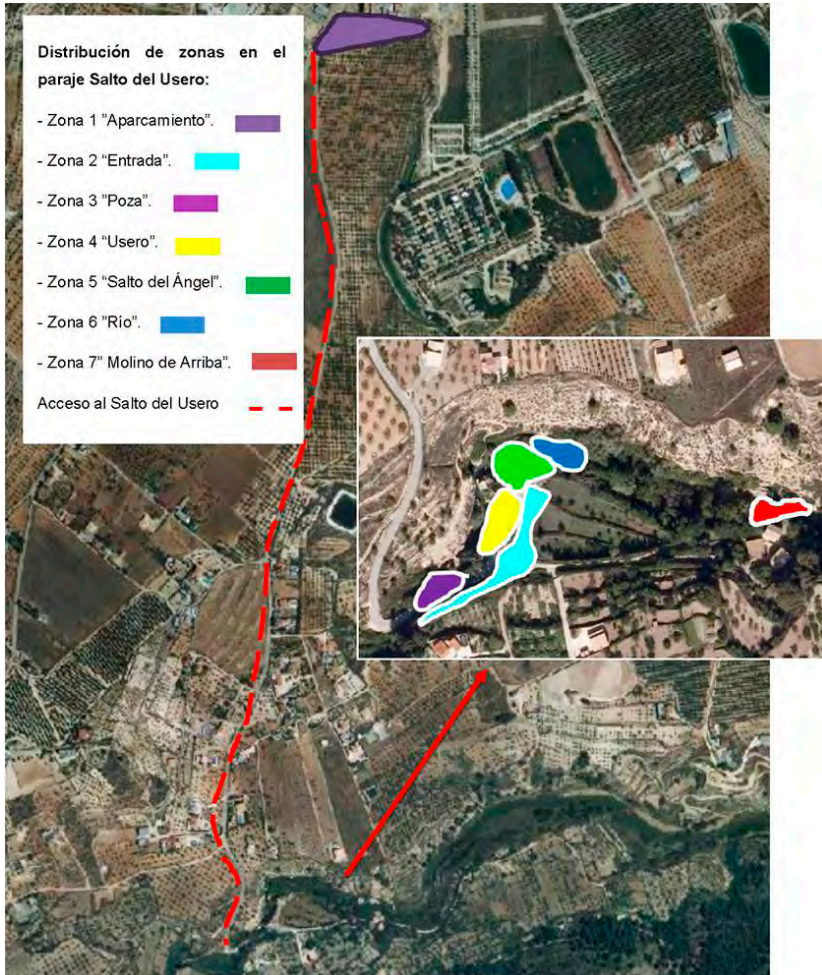 Distribución de zonas en el
paraje Salto del Usero:
- Zona 1 "Aparcamiento".
- Zona 2 "Entrada".
- Zona 3 "Poza".
- Zona 4 "Usero".
- Zona 5 "Salto del Ángel".
- Zona 6 "Río".
- Zona 7" Molino de Arriba".
Acceso al Salto del Usero